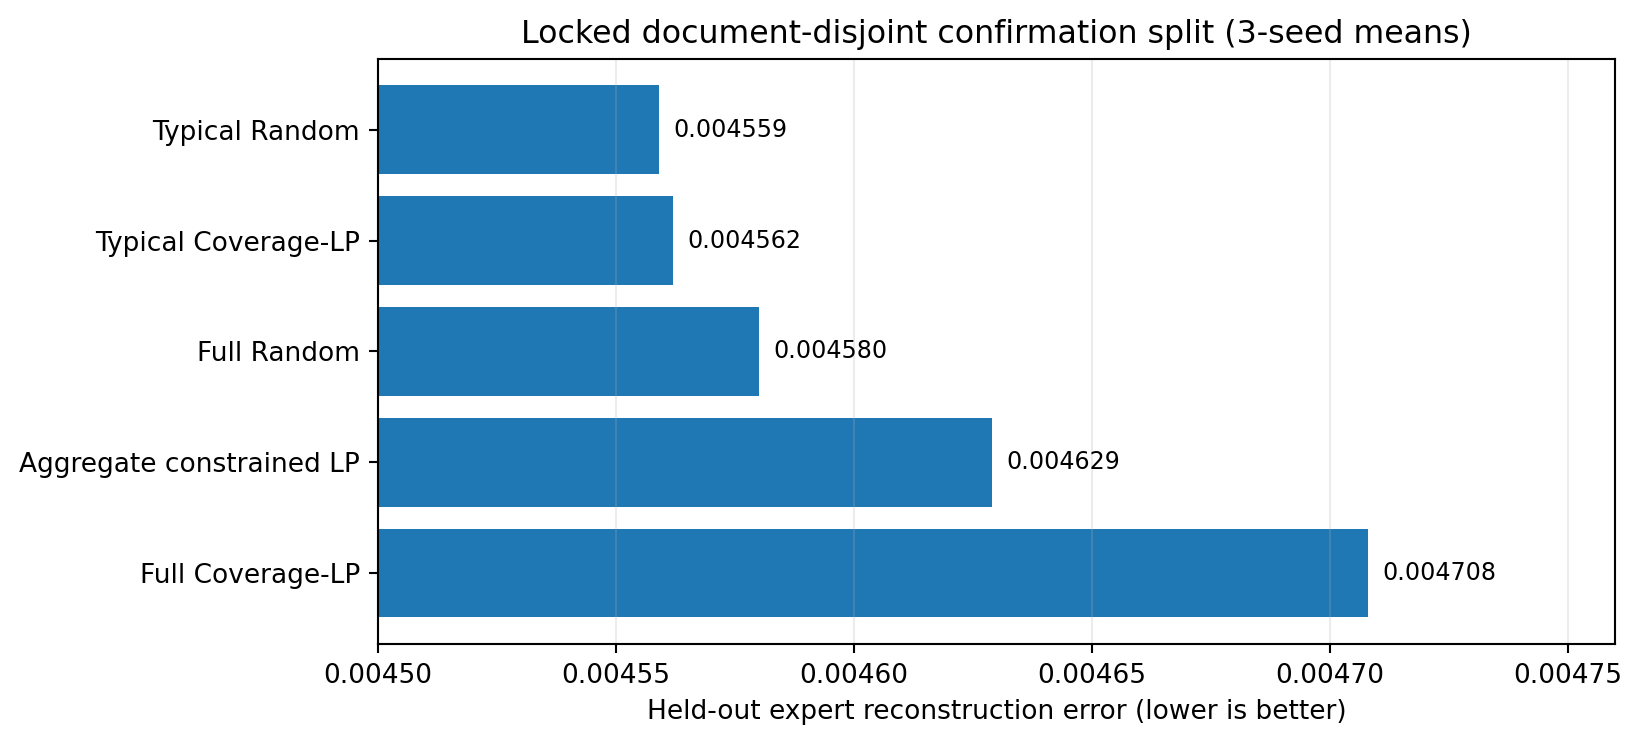 Locked document-disjoint confirmation split (3-seed means)
Typical Random
0.004559
Typical Coverage-LP
0.004562
Full Random
0.004580
Aggregate constrained LP
0.004629
Full Coverage-LP
0.004708
0.00450 0.00455 0.00460 0.00465 0.00470 0.00475
Held-out expert reconstruction error (lower is better)